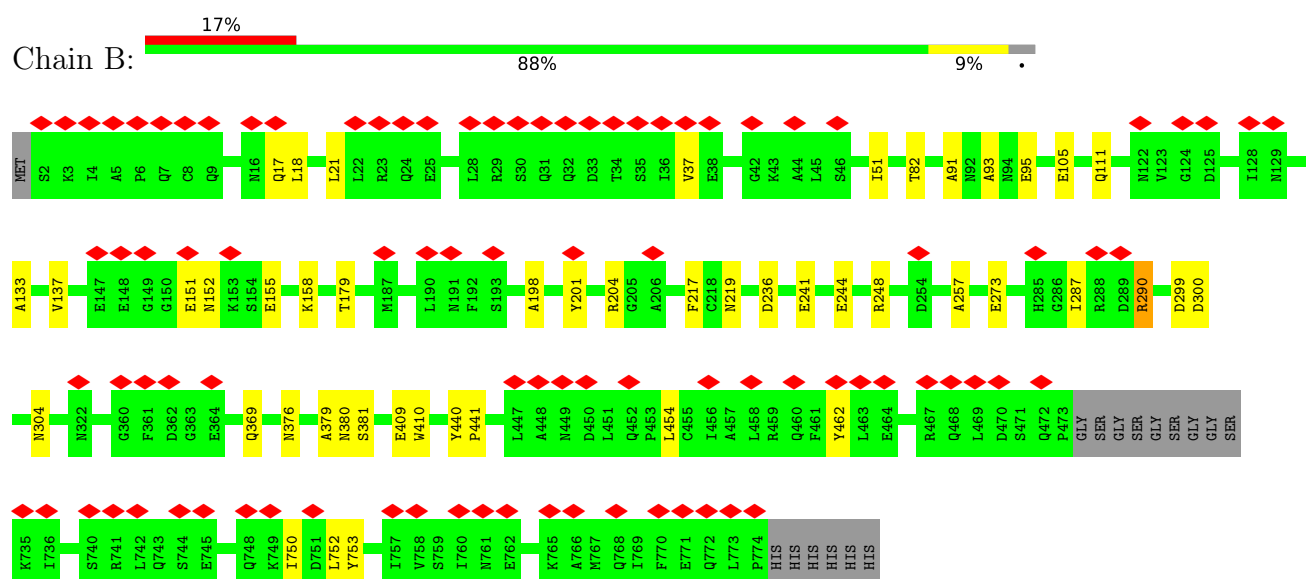 17%
Chain B:
88% 9% •
MET S2 K3 I4 A5 P6 Q7 C8 Q9 N16 Q17 L18 L21 L22 R23 Q24 E25 L28 R29 S30 Q31 Q32 D33 T34 S35 I36 V37 E38 G42 K43 A44 L45 S46 I51 T82 A91 N92 A93 N94 E95 E105 Q111 N122 V123 G124 D125 I128 N129
A133 V137 E147 E148 G149 G150 E151 N152 K153 S154 E155 K158 T179 M187 L190 N191 F192 S193 A198 Y201 R204 G205 A206 F217 C218 N219 D236 E241 E244 R248 D254 A257 E273 H285 G286 I287 R288 D289 R290 D299 D300
N304 N322 G360 F361 D362 G363 E364 Q369 N376 A379 N380 S381 E409 W410 Y440 P441 L447 A448 N449 D450 L451 Q452 P453 L454 C455 I456 A457 L458 R459 Q460 F461 Y462 L463 E464 R467 Q468 L469 D470 S471 Q472 P473 GLY SER GLY SER GLY SER GLY GLY SER
K735 I736 S740 R741 L742 Q743 S744 E745 Q748 K749 I750 D751 L752 Y753 I757 V758 S759 I760 N761 E762 K765 A766 M767 Q768 I769 F770 E771 Q772 L773 P774 HIS HIS HIS HIS HIS HIS